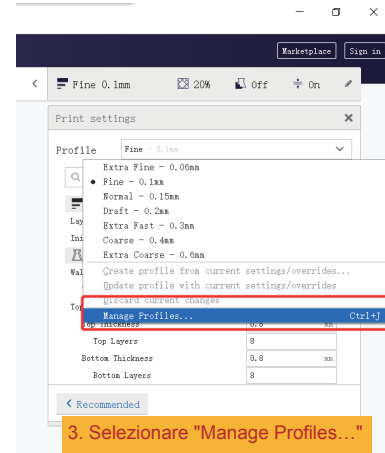 Marketplace Sign in
Fine 0.1mm 20% Off On
Print settings
Profile Fine - 0.1mm
Extra Fine - 0.06mm
Fine - 0.1mm
Normal - 0.15mm
Draft - 0.2mm
Extra Fast - 0.3mm
Lay
Coarse - 0.4mm
Ini
Extra Coarse - 0.6mm
Wal
Create profile from current settings/overrides...
Update profile with current settings/overrides
Discard current changes
Top
Manage Profiles... Ctrl+J
Top Thickness 0.8 mm
Top Layers 8
Bottom Thickness 0.8 mm
Bottom Layers 8
Recommended
3. Selezionare "Manage Profiles…"